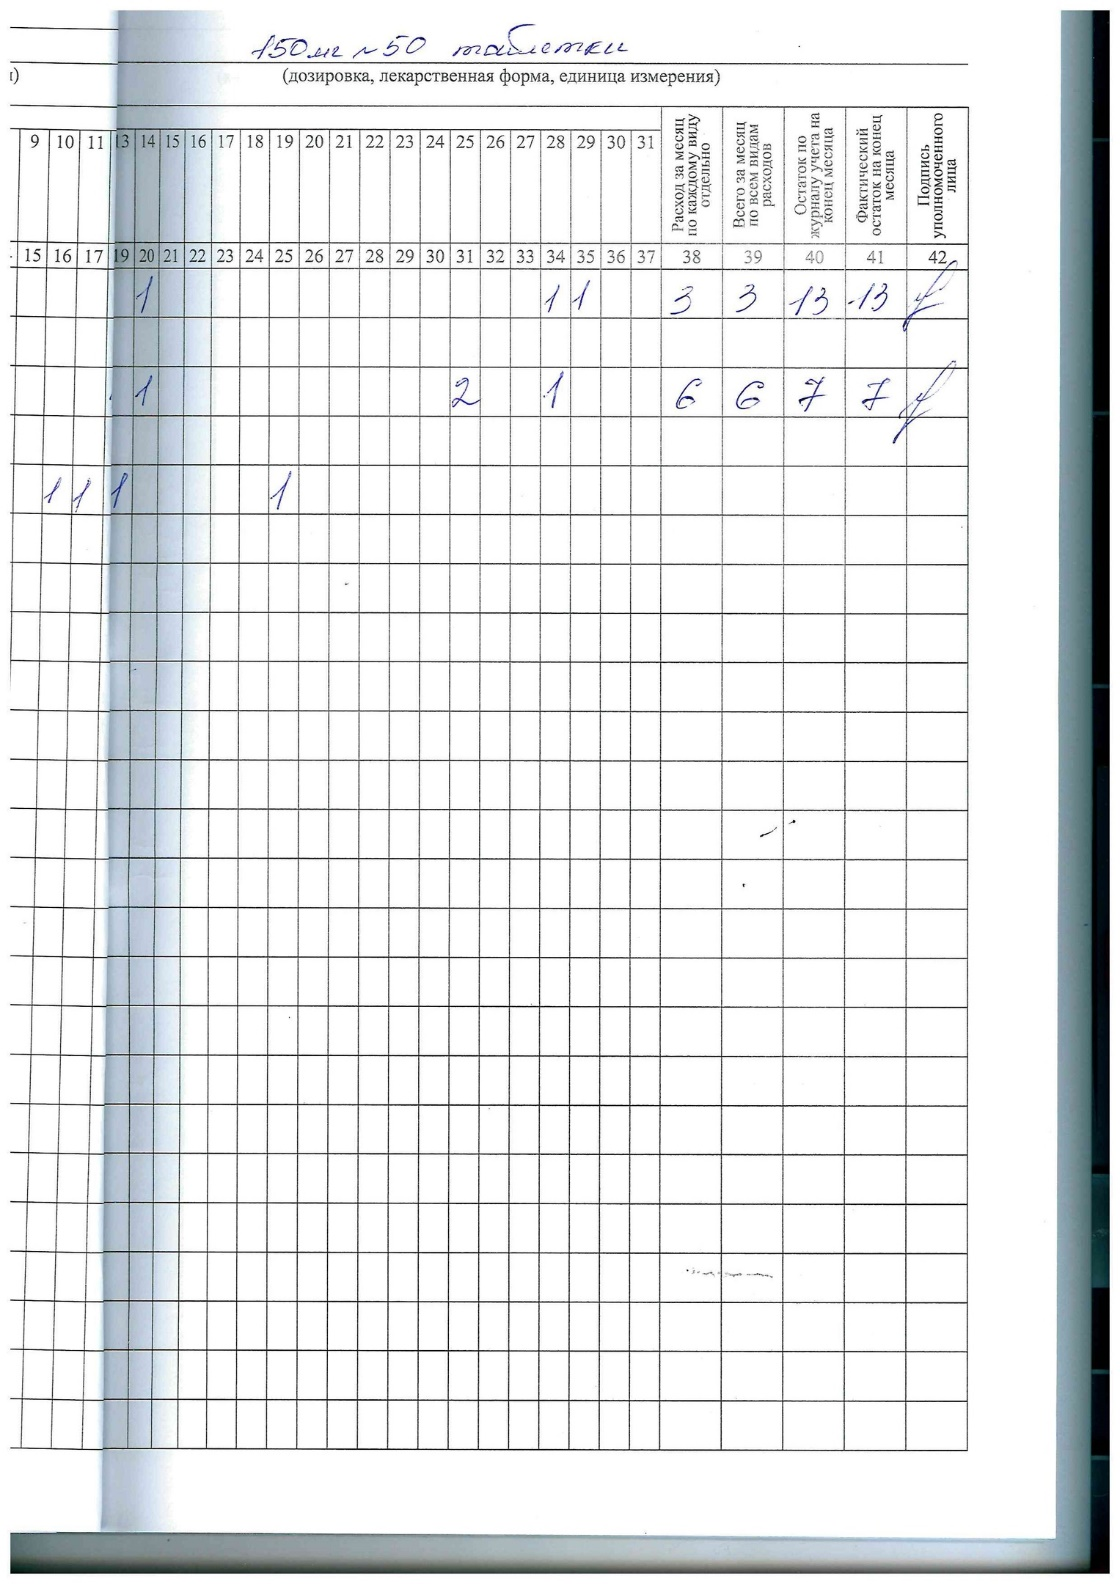 150мг №50 таблетки
(дозировка, лекарственная форма, единица измерения)
9 10 11 13 14 15 16 17 18 19 20 21 22 23 24 25 26 27 28 29 30 31 Расход за месяц по каждому виду отдельно Всего за месяц по всем видам расходов Остаток по журналу учета на конец месяца Фактический остаток на конец месяца Подпись уполномоченного лица
15 16 17 19 20 21 22 23 24 25 26 27 28 29 30 31 32 33 34 35 36 37 38 39 40 41 42
1 1 1 3 3 13 13
1 2 1 6 6 7 7
1 1 1 1